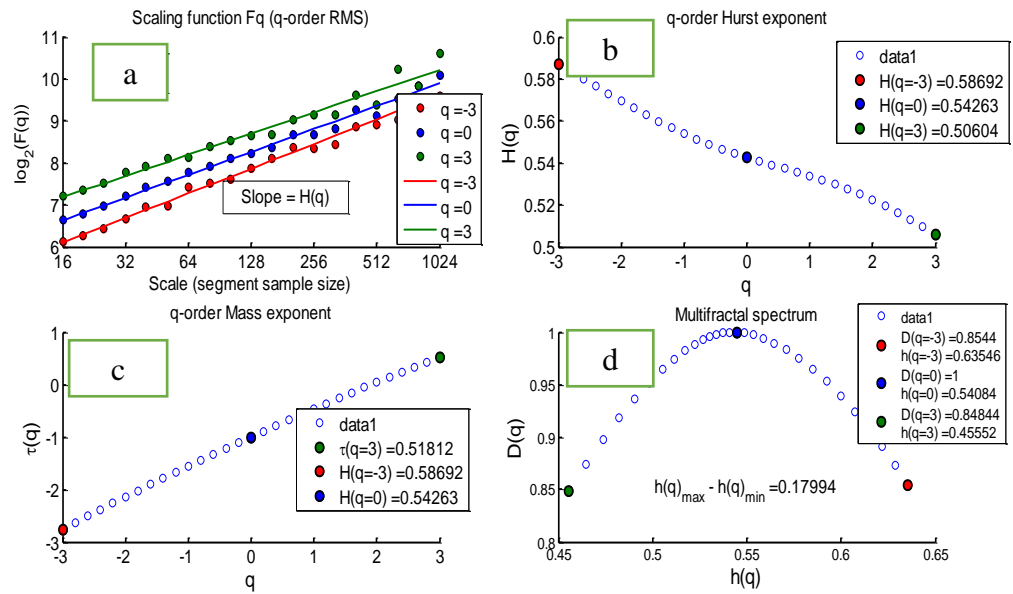 Scaling function Fq (q-order RMS)
a
log2(F(q))
11
10
9
8
7
6
16
32
64
128
256
512
1024
Scale (segment sample size)
Slope = H(q)
q =-3
q =0
q =3
q =-3
q =0
q =3
q-order Hurst exponent
b
H(q)
0.6
0.58
0.56
0.54
0.52
0.5
-3
-2
-1
0
1
2
3
q
data1
H(q=-3) =0.58692
H(q=0) =0.54263
H(q=3) =0.50604
q-order Mass exponent
c
τ(q)
1
0
-1
-2
-3
-3
-2
-1
0
1
2
3
q
data1
τ(q=3) =0.51812
H(q=-3) =0.58692
H(q=0) =0.54263
Multifractal spectrum
d
D(q)
1
0.95
0.9
0.85
0.8
0.45
0.5
0.55
0.6
0.65
h(q)
h(q)max - h(q)min =0.17994
data1
D(q=-3) =0.8544
h(q=-3) =0.63546
D(q=0) =1
h(q=0) =0.54084
D(q=3) =0.84844
h(q=3) =0.45552